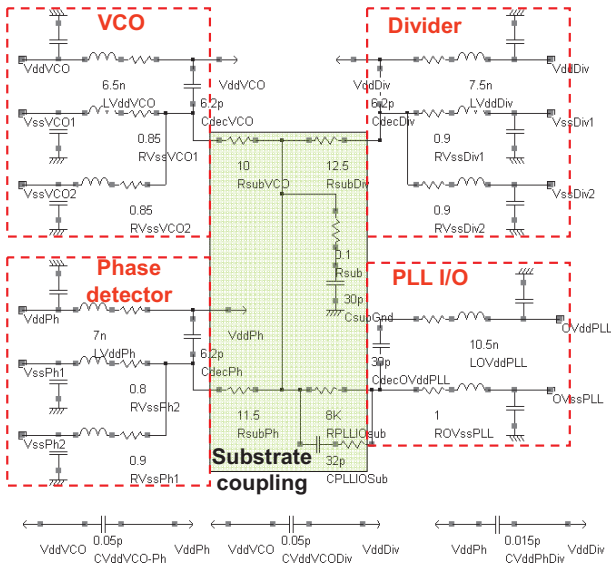 VCO
Divider
VddVCO
6.5n
LVddVCO
VddVCO
6.2p
CdecVCO
VssVCO1
0.85
RVssVCO1
VssVCO2
0.85
RVssVCO2
VddDiv
6.2p
CdecDiv
7.5n
LVddDiv
VddDiv
VssDiv1
0.9
RVssDiv1
VssDiv2
0.9
RVssDiv2
10
RsubVCO
12.5
RsubDiv
0.1
Rsub
30p
CsubGnd
Phase
detector
VddPh
7n
LVddPh
VddPh
6.2p
CdecPh
VssPh1
0.8
RVssPh2
VssPh2
0.9
RVssPh1
PLL I/O
OVddPLL
10.5n
LOVddPLL
30p
CdecOVddPLL
OVssPLL
1
ROVssPLL
11.5
RsubPh
8K
RPLLIOsub
32p
CPLLIOSub
Substrate
coupling
VddVCO
0.05p
CVddVCO-Ph
VddPh
VddVCO
0.05p
CVddVCODiv
VddDiv
VddPh
0.015p
CVddPhDiv
VddDiv